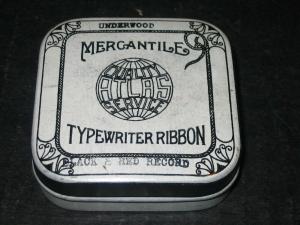 UNDERWOOD
MERCANTILE
QUALITY
ATLAS
SERVICE
TYPEWRITER RIBBON
BLACK & RED RECORD